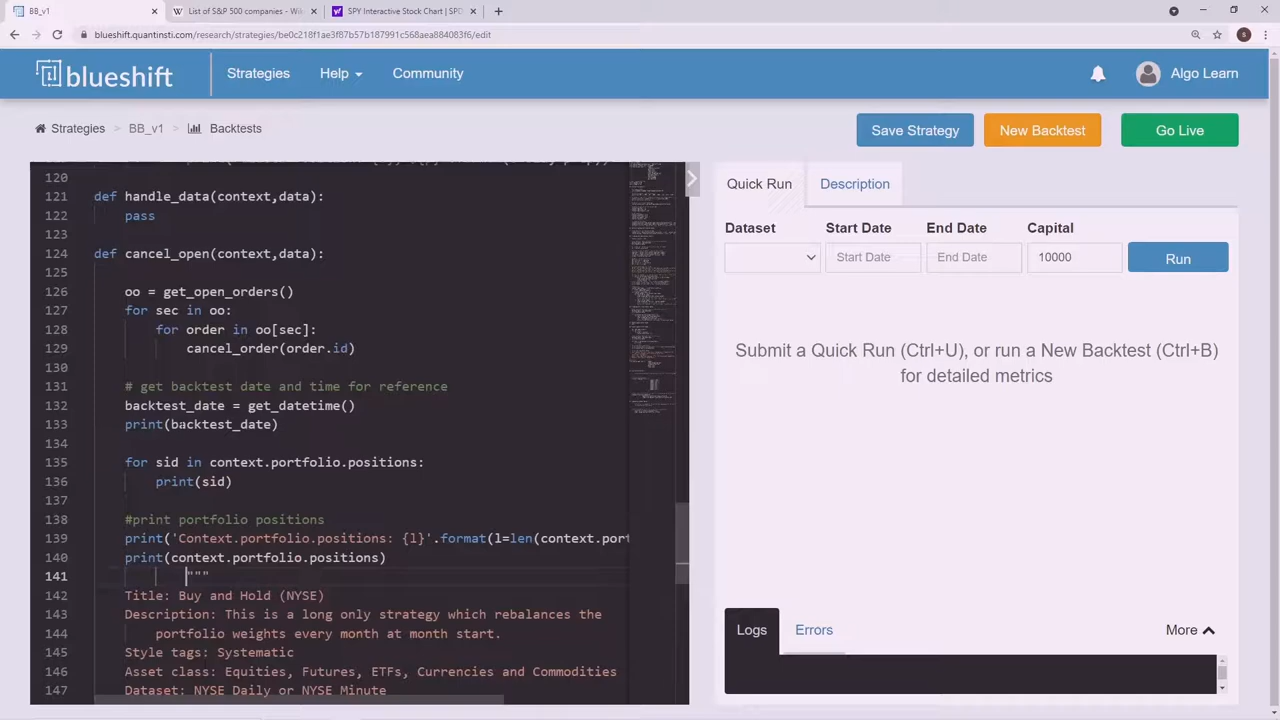 BB_v1
List of S&P 500 companies - Wik
SPY Interactive Stock Chart | SPD
blueshift.quantinsti.com/research/strategies/be0c218f1ae3f87b57b187991c568aea884083f6/edit
blueshift
Strategies
Help
Community
Algo Learn
Strategies > BB_v1 > Backtests
Save Strategy
New Backtest
Go Live
120
121 def handle_data(context,data):
122 pass
123
124 def cancel_open(context,data):
125
126 oo = get_open_orders()
127 for sec in oo:
128 for order in oo[sec]:
129 cancel_order(order.id)
130
131 # get backtest date and time for reference
132 backtest_date = get_datetime()
133 print(backtest_date)
134
135 for sid in context.portfolio.positions:
136 print(sid)
137
138 #print portfolio positions
139 print('Context.portfolio.positions: {l}'.format(l=len(context.port
140 print(context.portfolio.positions)
141 """
142 Title: Buy and Hold (NYSE)
143 Description: This is a long only strategy which rebalances the
144 portfolio weights every month at month start.
145 Style tags: Systematic
146 Asset class: Equities, Futures, ETFs, Currencies and Commodities
147 Dataset: NYSE Daily or NYSE Minute
Quick Run
Description
Dataset
Start Date
End Date
Capital
Start Date
End Date
10000
Run
Submit a Quick Run (Ctrl+U), or run a New Backtest (Ctrl+B)
for detailed metrics
Logs
Errors
More